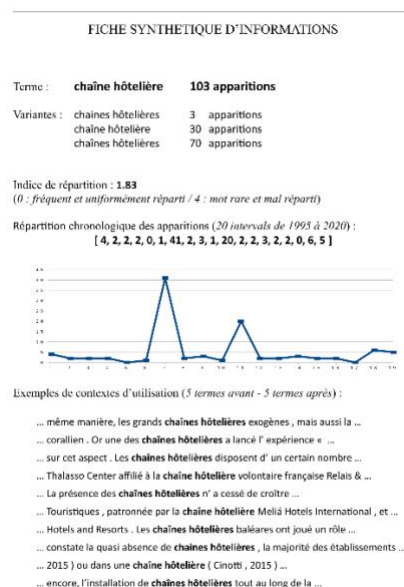 FICHE SYNTHETIQUE D'INFORMATIONS
Terme : chaîne hôtelière 103 apparitions
Variantes : chaines hôtelières 3 apparitions
chaîne hôtelière 30 apparitions
chaînes hôtelières 70 apparitions
Indice de répartition : 1.83
(0 : fréquent et uniformément réparti / 4 : mot rare et mal réparti)
Répartition chronologique des apparitions (20 intervals de 1995 à 2020) :
[ 4, 2, 2, 2, 0, 1, 41, 2, 3, 1, 20, 2, 2, 3, 2, 2, 0, 6, 5 ]
Exemples de contextes d'utilisation (5 termes avant - 5 termes après) :
... même manière, les grands chaînes hôtelières exogènes , mais aussi la ...
... corallien . Or une des chaînes hôtelières a lancé l' expérience « ...
... sur cet aspect . Les chaînes hôtelières disposent d' un certain nombre ...
... Thalasso Center affilié à la chaîne hôtelière volontaire française Relais & ...
... La présence des chaînes hôtelières n' a cessé de croître ...
... Touristiques , patronnée par la chaîne hôtelière Meliá Hotels International , et ...
... Hotels and Resorts . Les chaînes hôtelières baléares ont joué un rôle ...
... constate la quasi absence de chaines hôtelières , la majorité des établissements ...
... 2015 ) ou dans une chaîne hôtelière ( Cinotti , 2015 ) ...
... encore, l'installation de chaînes hôtelières tout au long de la ...